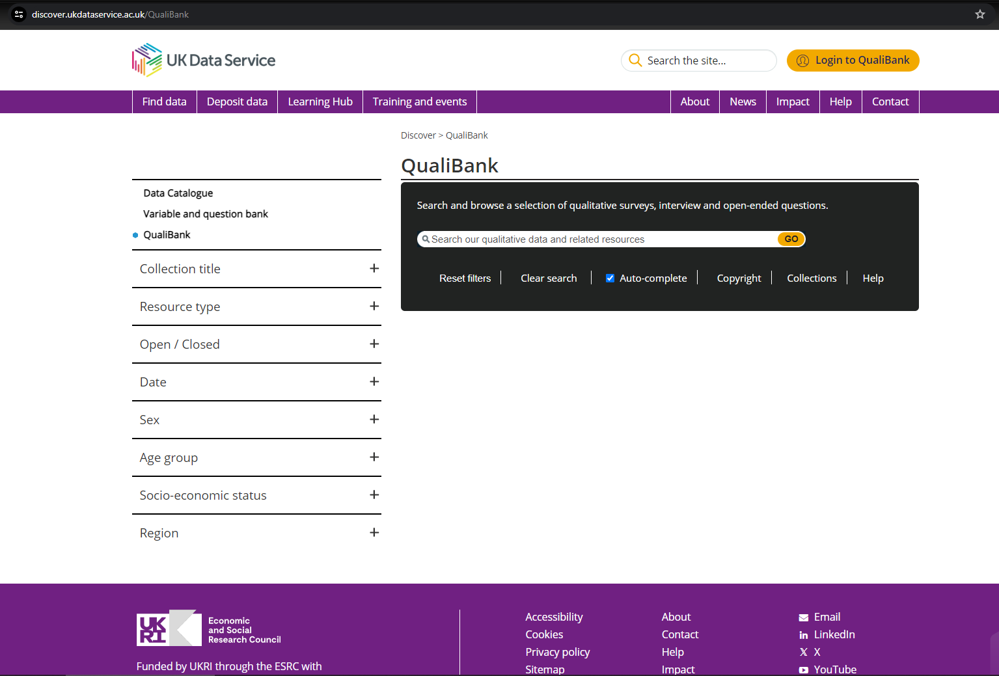 discover.ukdataservice.ac.uk/QualiBank
UK Data Service
Search the site...
Login to QualiBank
Find data
Deposit data
Learning Hub
Training and events
About
News
Impact
Help
Contact
Discover > QualiBank
QualiBank
Data Catalogue
Variable and question bank
QualiBank
Collection title
Resource type
Open / Closed
Date
Sex
Age group
Socio-economic status
Region
Search and browse a selection of qualitative surveys, interview and open-ended questions.
Search our qualitative data and related resources
GO
Reset filters
Clear search
Auto-complete
Copyright
Collections
Help
UKRI
Economic
and Social
Research Council
Funded by UKRI through the ESRC with
Accessibility
Cookies
Privacy policy
Sitemap
About
Contact
Help
Impact
Email
LinkedIn
X
YouTube